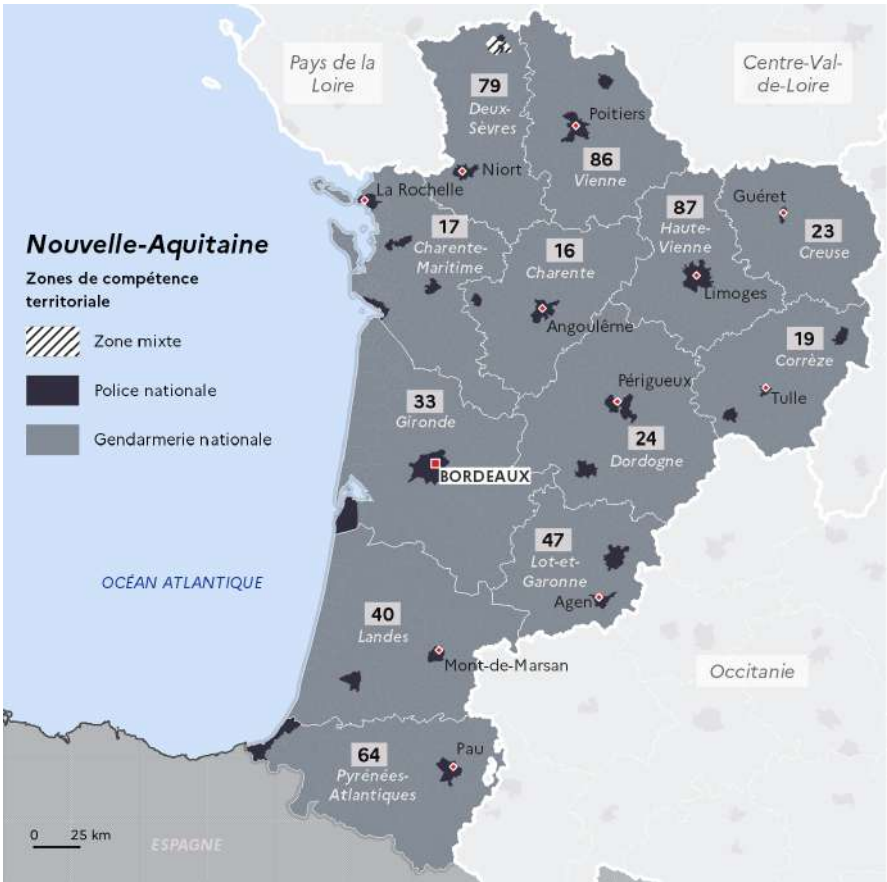 Pays de la
Loire
Centre-Val-
de-Loire
79
Deux-
Sèvres
Poitiers
86
Vienne
Niort
La Rochelle
17
Charente-
Maritime
16
Charente
Angoulême
87
Haute-
Vienne
Limoges
Guéret
23
Creuse
Nouvelle-Aquitaine
Zones de compétence
territoriale
Zone mixte
Police nationale
Gendarmerie nationale
19
Corrèze
Tulle
Périgueux
24
Dordogne
33
Gironde
BORDEAUX
47
Lot-et-
Garonne
Agen
OCÉAN ATLANTIQUE
40
Landes
Mont-de-Marsan
Occitanie
64
Pyrénées-
Atlantiques
Pau
0 25 km
ESPAGNE